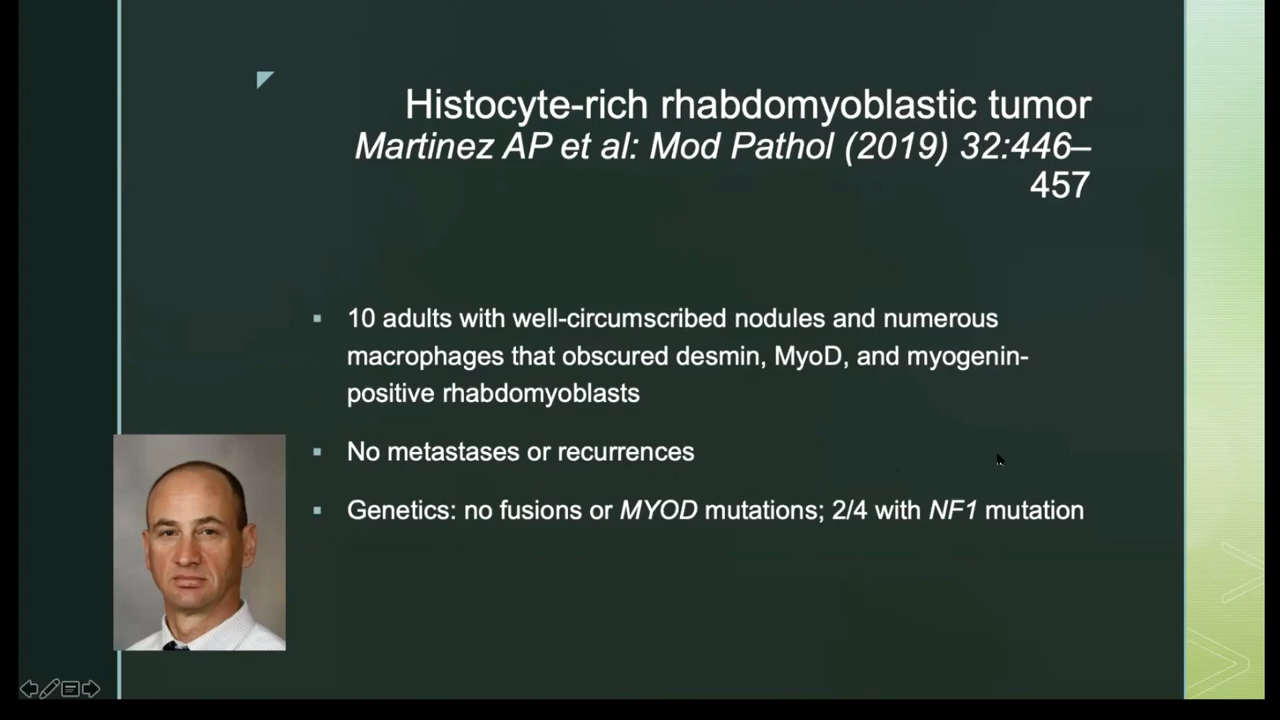 Histocyte-rich rhabdomyoblastic tumor
Martinez AP et al: Mod Pathol (2019) 32:446–
457
10 adults with well-circumscribed nodules and numerous
macrophages that obscured desmin, MyoD, and myogenin-
positive rhabdomyoblasts
No metastases or recurrences
Genetics: no fusions or MYOD mutations; 2/4 with NF1 mutation